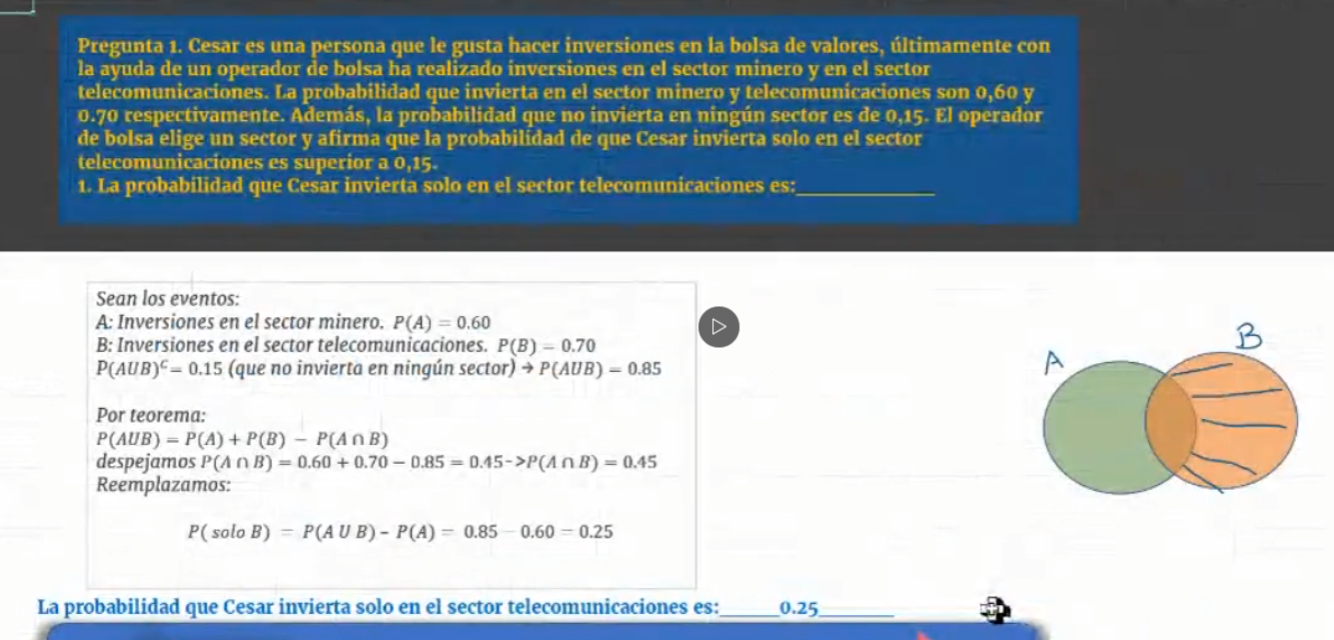 Pregunta 1. Cesar es una persona que le gusta hacer inversiones en la bolsa de valores, últimamente con
la ayuda de un operador de bolsa ha realizado inversiones en el sector minero y en el sector
telecomunicaciones. La probabilidad que invierta en el sector minero y telecomunicaciones son 0,60 y
0.70 respectivamente. Además, la probabilidad que no invierta en ningún sector es de 0,15. El operador
de bolsa elige un sector y afirma que la probabilidad de que Cesar invierta solo en el sector
telecomunicaciones es superior a 0,15.
1. La probabilidad que Cesar invierta solo en el sector telecomunicaciones es:______________
Sean los eventos:
A: Inversiones en el sector minero. P(A) = 0.60
B: Inversiones en el sector telecomunicaciones. P(B) = 0.70
P(AUB)ᶜ= 0.15 (que no invierta en ningún sector) → P(AUB) = 0.85
Por teorema:
P(AUB) = P(A) + P(B) − P(A ∩ B)
despejamos P(A ∩ B) = 0.60 + 0.70 − 0.85 = 0.45->P(A ∩ B) = 0.45
Reemplazamos:
P( solo B) = P(A U B) − P(A) = 0.85 − 0.60 = 0.25
A
B
La probabilidad que Cesar invierta solo en el sector telecomunicaciones es:______0.25________